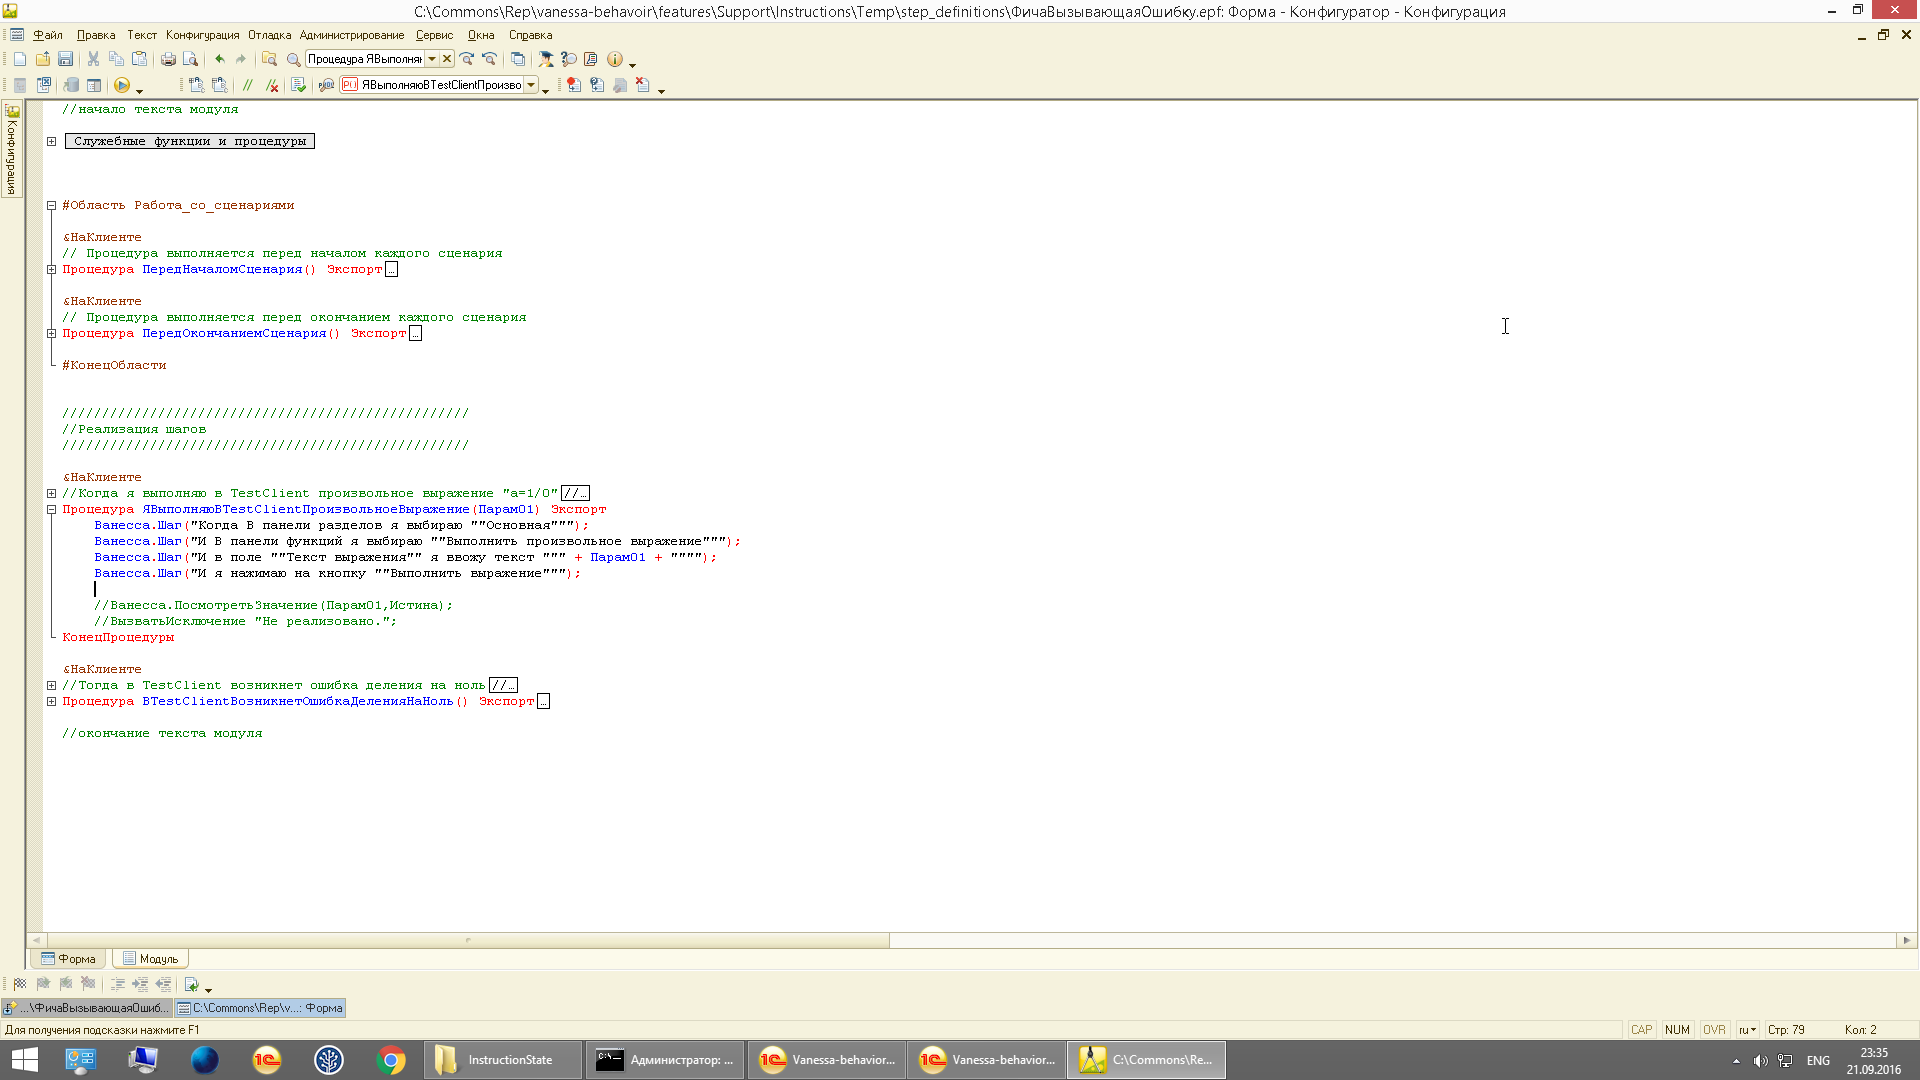 C:\Commons\Rep\vanessa-behavoir\features\Support\Instructions\Temp\step_definitions\ФичаВызывающаяОшибку.epf: Форма - Конфигуратор - Конфигурация
Файл Правка Текст Конфигурация Отладка Администрирование Сервис Окна Справка
Процедура ЯВыполня
ЯВыполняюВTestClientПроизво
Конфигурация
//начало текста модуля
Служебные функции и процедуры
#Область Работа_со_сценариями
&НаКлиенте
// Процедура выполняется перед началом каждого сценария
Процедура ПередНачаломСценария() Экспорт...
&НаКлиенте
// Процедура выполняется перед окончанием каждого сценария
Процедура ПередОкончаниемСценария() Экспорт...
#КонецОбласти
///////////////////////////////////////////////////
//Реализация шагов
///////////////////////////////////////////////////
&НаКлиенте
//Когда я выполняю в TestClient произвольное выражение "а=1/0"//...
Процедура ЯВыполняюВTestClientПроизвольноеВыражение(Парам01) Экспорт
Ванесса.Шаг("Когда В панели разделов я выбираю ""Основная""");
Ванесса.Шаг("И В панели функций я выбираю ""Выполнить произвольное выражение""");
Ванесса.Шаг("И в поле ""Текст выражения"" я ввожу текст """ + Парам01 + """");
Ванесса.Шаг("И я нажимаю на кнопку ""Выполнить выражение""");
//Ванесса.ПосмотретьЗначение(Парам01,Истина);
//ВызватьИсключение "Не реализовано.";
КонецПроцедуры
&НаКлиенте
//Тогда в TestClient возникнет ошибка деления на ноль//...
Процедура ВTestClientВозникнетОшибкаДеленияНаНоль() Экспорт...
//окончание текста модуля
Форма Модуль
...\ФичаВызывающаяОшиб... C:\Commons\Rep\v...: Форма
Для получения подсказки нажмите F1 CAP NUM OVR ru Стр: 79 Кол: 2
InstructionState Администратор: ... Vanessa-behavior... Vanessa-behavior... C:\Commons\Re... ENG 23:35
21.09.2016